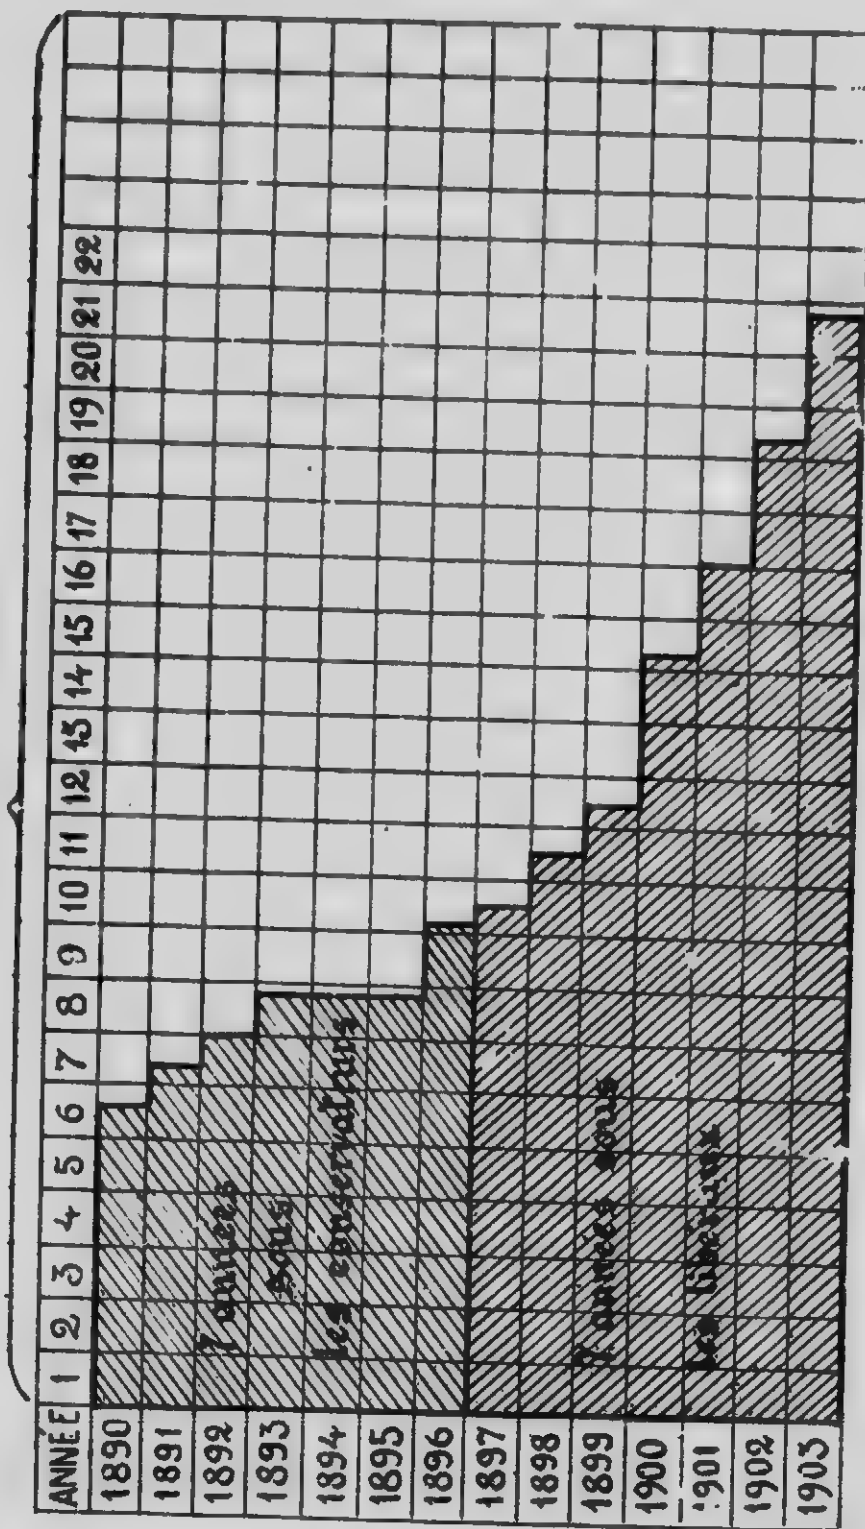 ANNÉE 1 2 3 4 5 6 7 8 9 10 11 12 13 14 15 16 17 18 19 20 21 22
1890
1891
1892
1893
1894
1895
1896
1897
1898
1899
1900
1901
1902
1903
7 années
sous
les conservateurs
7 années sous
les libéraux